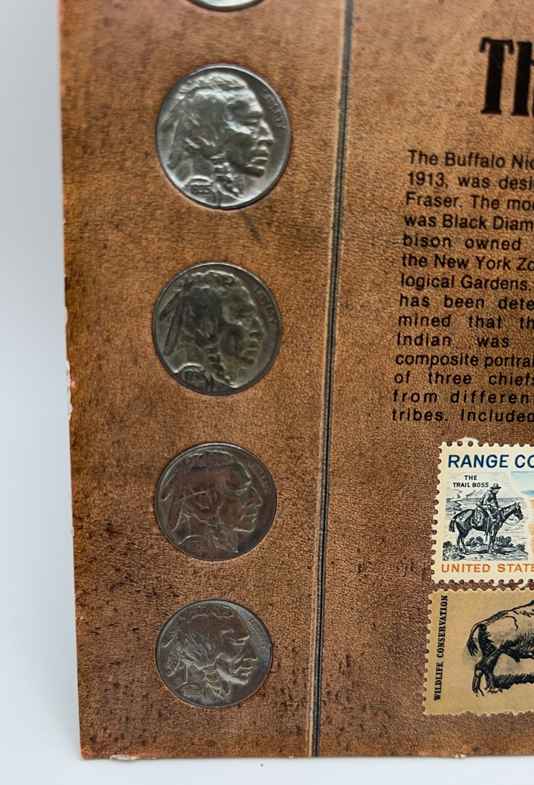 Th
The Buffalo Nic
1913, was desi
Fraser. The mo
was Black Diam
bison owned
the New York Zo
logical Gardens.
has been dete
mined that th
Indian was
composite portrai
of three chiefs
from differen
tribes. Included
RANGE CO
THE
TRAIL BOSS
UNITED STATE
WILDLIFE CONSERVATION